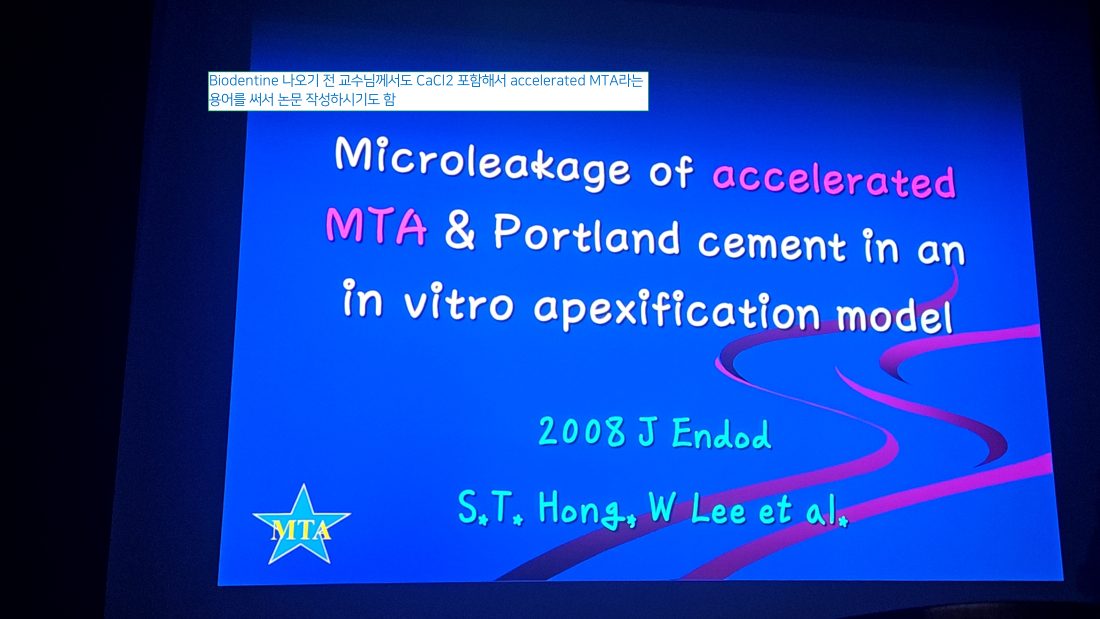 Biodentine 나오기 전 교수님께서도 CaCl2 포함해서 accelerated MTA라는
용어를 써서 논문 작성하시기도 함
Microleakage of accelerated
MTA & Portland cement in an
in vitro apexification model
2008 J Endod
S.T. Hong, W Lee et al.
MTA